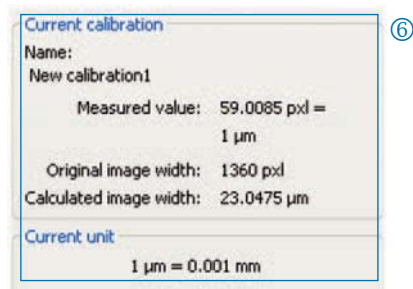 Current calibration
⑥
Name:
New calibration1
Measured value: 59.0085 pxl =
1 µm
Original image width: 1360 pxl
Calculated image width: 23.0475 µm
Current unit
1 µm = 0.001 mm